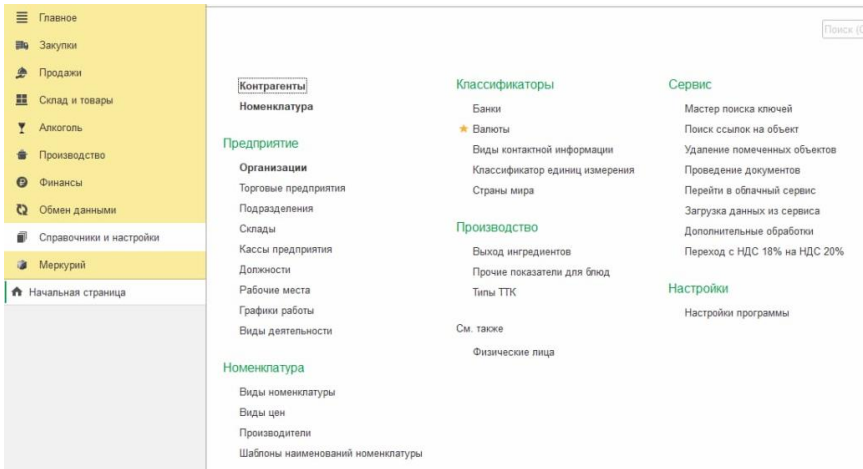 Главное
Закупки
Продажи
Склад и товары
Алкоголь
Производство
Финансы
Обмен данными
Справочники и настройки
Меркурий
Начальная страница
Поиск (C
Контрагенты
Номенклатура
Предприятие
Организации
Торговые предприятия
Подразделения
Склады
Кассы предприятия
Должности
Рабочие места
Графики работы
Виды деятельности
Номенклатура
Виды номенклатуры
Виды цен
Производители
Шаблоны наименований номенклатуры
Классификаторы
Банки
Валюты
Виды контактной информации
Классификатор единиц измерения
Страны мира
Производство
Выход ингредиентов
Прочие показатели для блюд
Типы ТТК
См. также
Физические лица
Сервис
Мастер поиска ключей
Поиск ссылок на объект
Удаление помеченных объектов
Проведение документов
Перейти в облачный сервис
Загрузка данных из сервиса
Дополнительные обработки
Переход с НДС 18% на НДС 20%
Настройки
Настройки программы